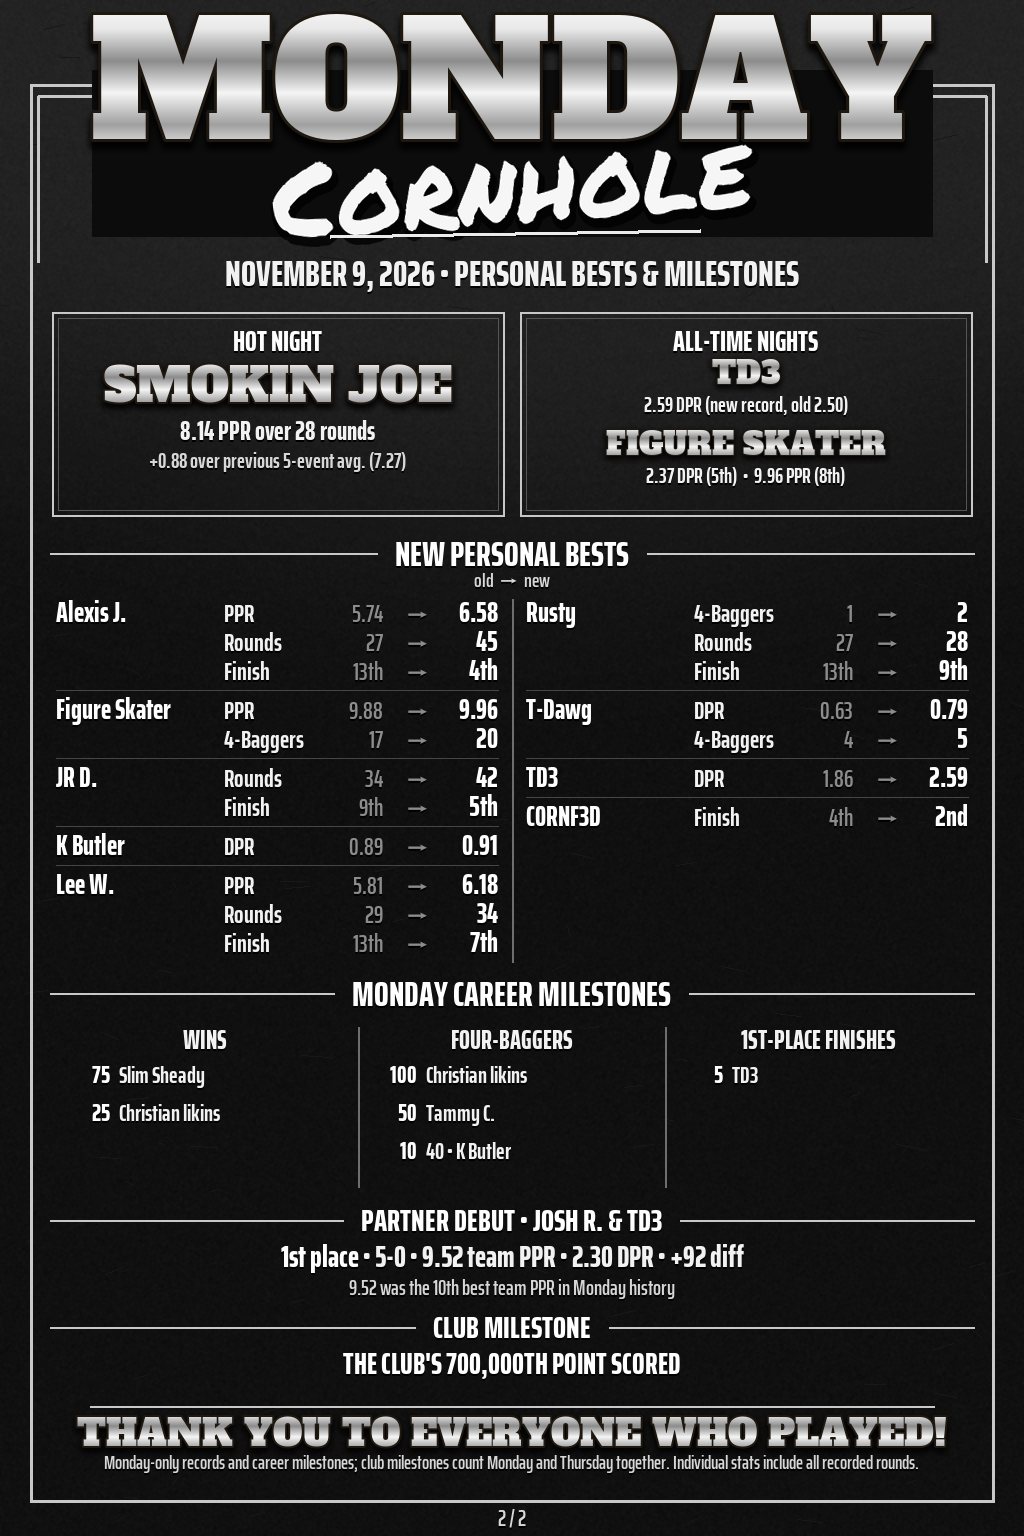 MONDAY
CORNHOLE
NOVEMBER 9, 2026 • PERSONAL BESTS & MILESTONES
HOT NIGHT
SMOKIN JOE
8.14 PPR over 28 rounds
+0.88 over previous 5-event avg. (7.27)
ALL-TIME NIGHTS
TD3
2.59 DPR (new record, old 2.50)
FIGURE SKATER
2.37 DPR (5th) • 9.96 PPR (8th)
NEW PERSONAL BESTS
old → new
Alexis J. PPR 5.74 → 6.58
Rounds 27 → 45
Finish 13th → 4th
Figure Skater PPR 9.88 → 9.96
4-Baggers 17 → 20
JR D. Rounds 34 → 42
Finish 9th → 5th
K Butler DPR 0.89 → 0.91
Lee W. PPR 5.81 → 6.18
Rounds 29 → 34
Finish 13th → 7th
Rusty 4-Baggers 1 → 2
Rounds 27 → 28
Finish 13th → 9th
T-Dawg DPR 0.63 → 0.79
4-Baggers 4 → 5
TD3 DPR 1.86 → 2.59
CORNF3D Finish 4th → 2nd
MONDAY CAREER MILESTONES
WINS
75 Slim Sheady
25 Christian likins
FOUR-BAGGERS
100 Christian likins
50 Tammy C.
10 40 • K Butler
1ST-PLACE FINISHES
5 TD3
PARTNER DEBUT • JOSH R. & TD3
1st place • 5-0 • 9.52 team PPR • 2.30 DPR • +92 diff
9.52 was the 10th best team PPR in Monday history
CLUB MILESTONE
THE CLUB'S 700,000TH POINT SCORED
THANK YOU TO EVERYONE WHO PLAYED!
Monday-only records and career milestones; club milestones count Monday and Thursday together. Individual stats include all recorded rounds.
2 / 2